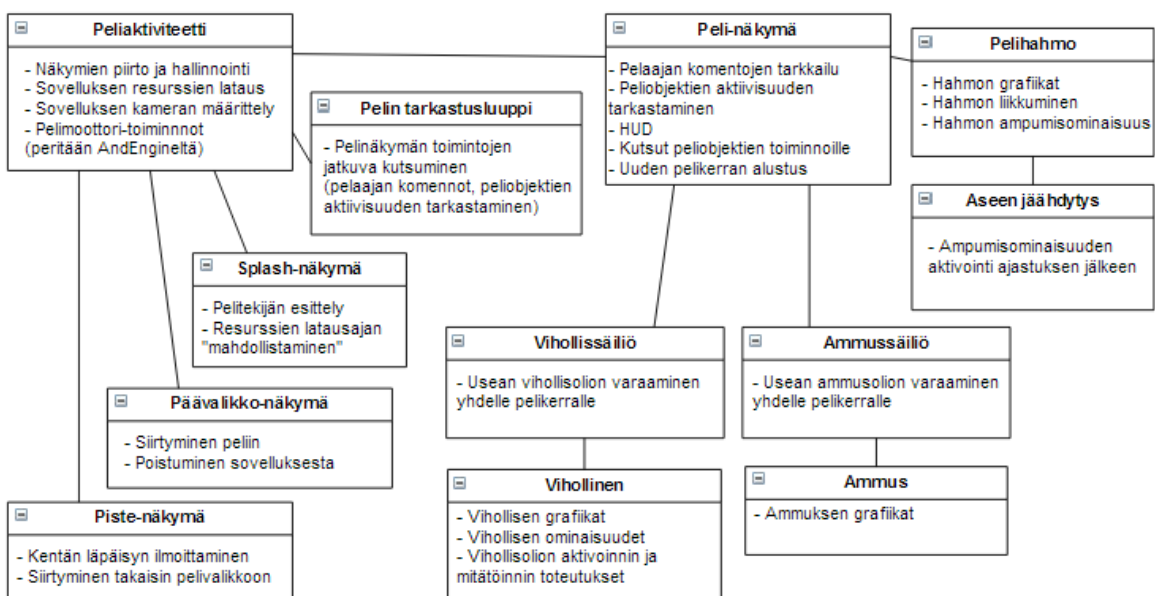 Peliaktiviteetti
- Näkymien piirto ja hallinnointi
- Sovelluksen resurssien lataus
- Sovelluksen kameran määrittely
- Pelimoottori-toiminnnot
(peritään AndEngineltä)
Pelin tarkastusluuppi
- Pelinäkymän toimintojen
jatkuva kutsuminen
(pelaajan komennot, peliobjektien
aktiivisuuden tarkastaminen)
Peli-näkymä
- Pelaajan komentojen tarkkailu
- Peliobjektien aktiivisuuden
tarkastaminen
- HUD
- Kutsut peliobjektien toiminnoille
- Uuden pelikerran alustus
Pelihahmo
- Hahmon grafiikat
- Hahmon liikkuminen
- Hahmon ampumisominaisuus
Aseen jäähdytys
- Ampumisominaisuuden
aktivointi ajastuksen jälkeen
Splash-näkymä
- Pelitekijän esittely
- Resurssien latausajan
"mahdollistaminen"
Vihollissäiliö
- Usean vihollisolion varaaminen
yhdelle pelikerralle
Ammussäiliö
- Usean ammusolion varaaminen
yhdelle pelikerralle
Päävalikko-näkymä
- Siirtyminen peliin
- Poistuminen sovelluksesta
Vihollinen
- Vihollisen grafiikat
- Vihollisen ominaisuudet
- Vihollisolion aktivoinnin ja
mitätöinnin toteutukset
Ammus
- Ammuksen grafiikat
Piste-näkymä
- Kentän läpäisyn ilmoittaminen
- Siirtyminen takaisin pelivalikkoon